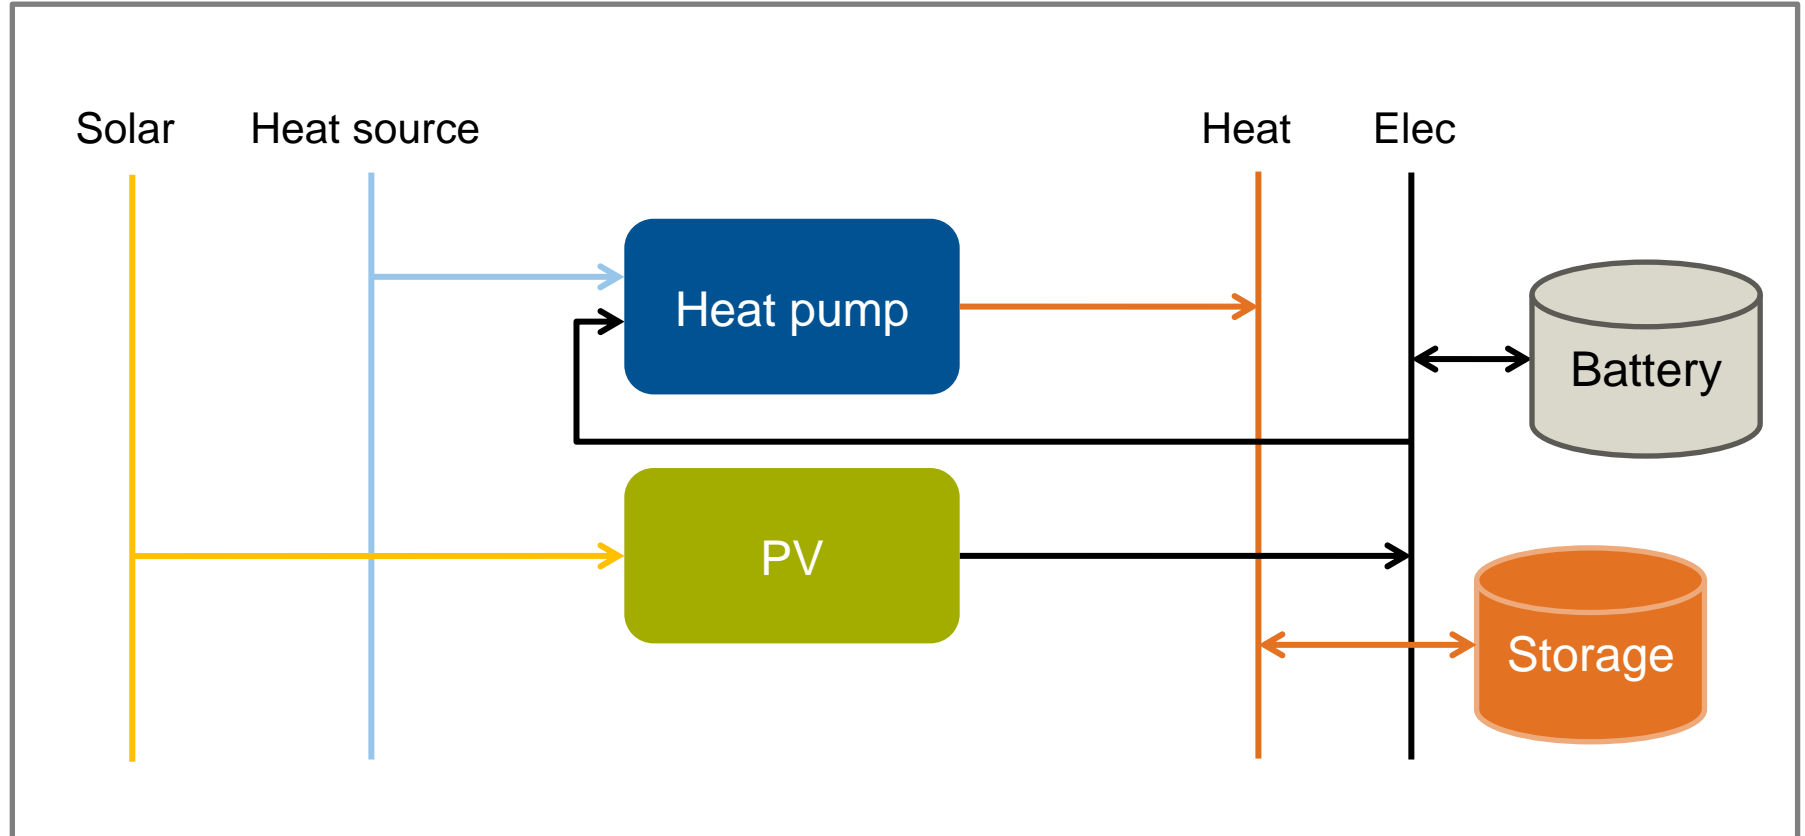 Solar
Heat source
Heat
Elec
Heat pump
Battery
PV
Storage